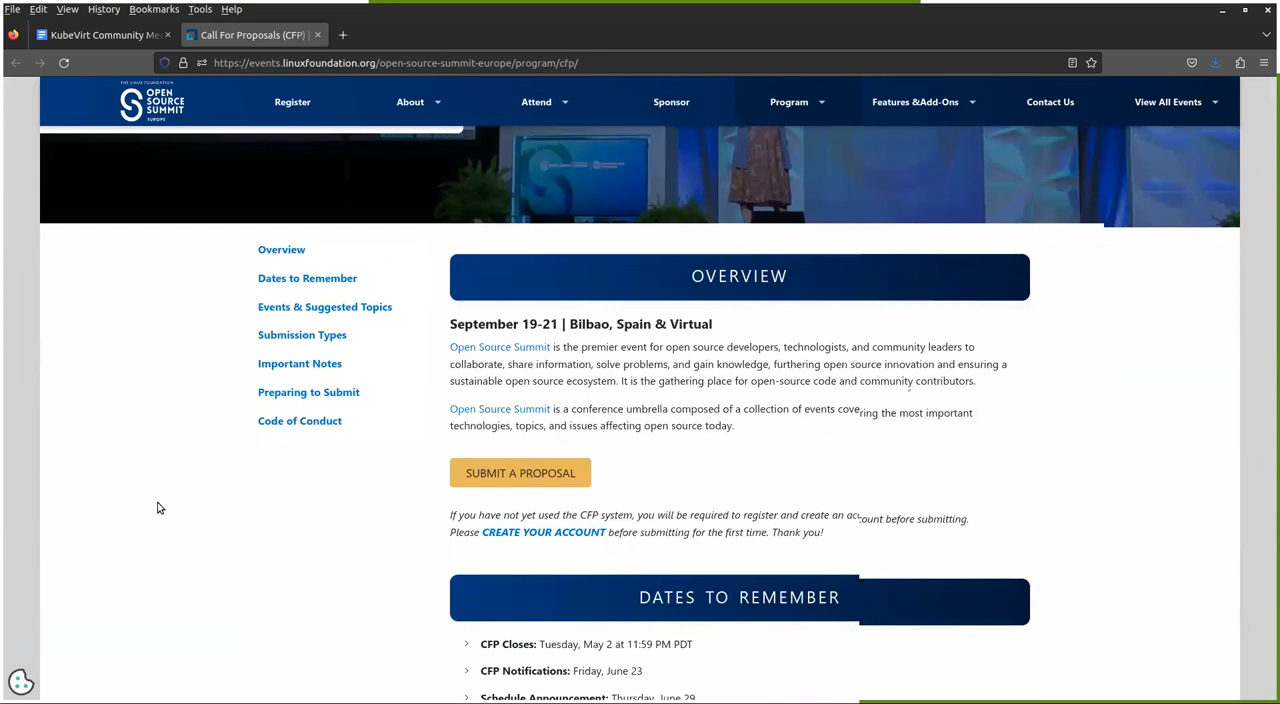 File Edit View History Bookmarks Tools Help
KubeVirt Community Me
Call For Proposals (CFP) |
https://events.linuxfoundation.org/open-source-summit-europe/program/cfp/
THE LINUX FOUNDATION
OPEN
SOURCE
SUMMIT
EUROPE
Register About Attend Sponsor Program Features &Add-Ons Contact Us View All Events
Overview
Dates to Remember
Events & Suggested Topics
Submission Types
Important Notes
Preparing to Submit
Code of Conduct
OVERVIEW
September 19-21 | Bilbao, Spain & Virtual
Open Source Summit is the premier event for open source developers, technologists, and community leaders to
collaborate, share information, solve problems, and gain knowledge, furthering open source innovation and ensuring a
sustainable open source ecosystem. It is the gathering place for open-source code and community contributors.
Open Source Summit is a conference umbrella composed of a collection of events covering the most important
technologies, topics, and issues affecting open source today.
SUBMIT A PROPOSAL
If you have not yet used the CFP system, you will be required to register and create an account before submitting.
Please CREATE YOUR ACCOUNT before submitting for the first time. Thank you!
DATES TO REMEMBER
CFP Closes: Tuesday, May 2 at 11:59 PM PDT
CFP Notifications: Friday, June 23
Schedule Announcement: Thursday, June 29